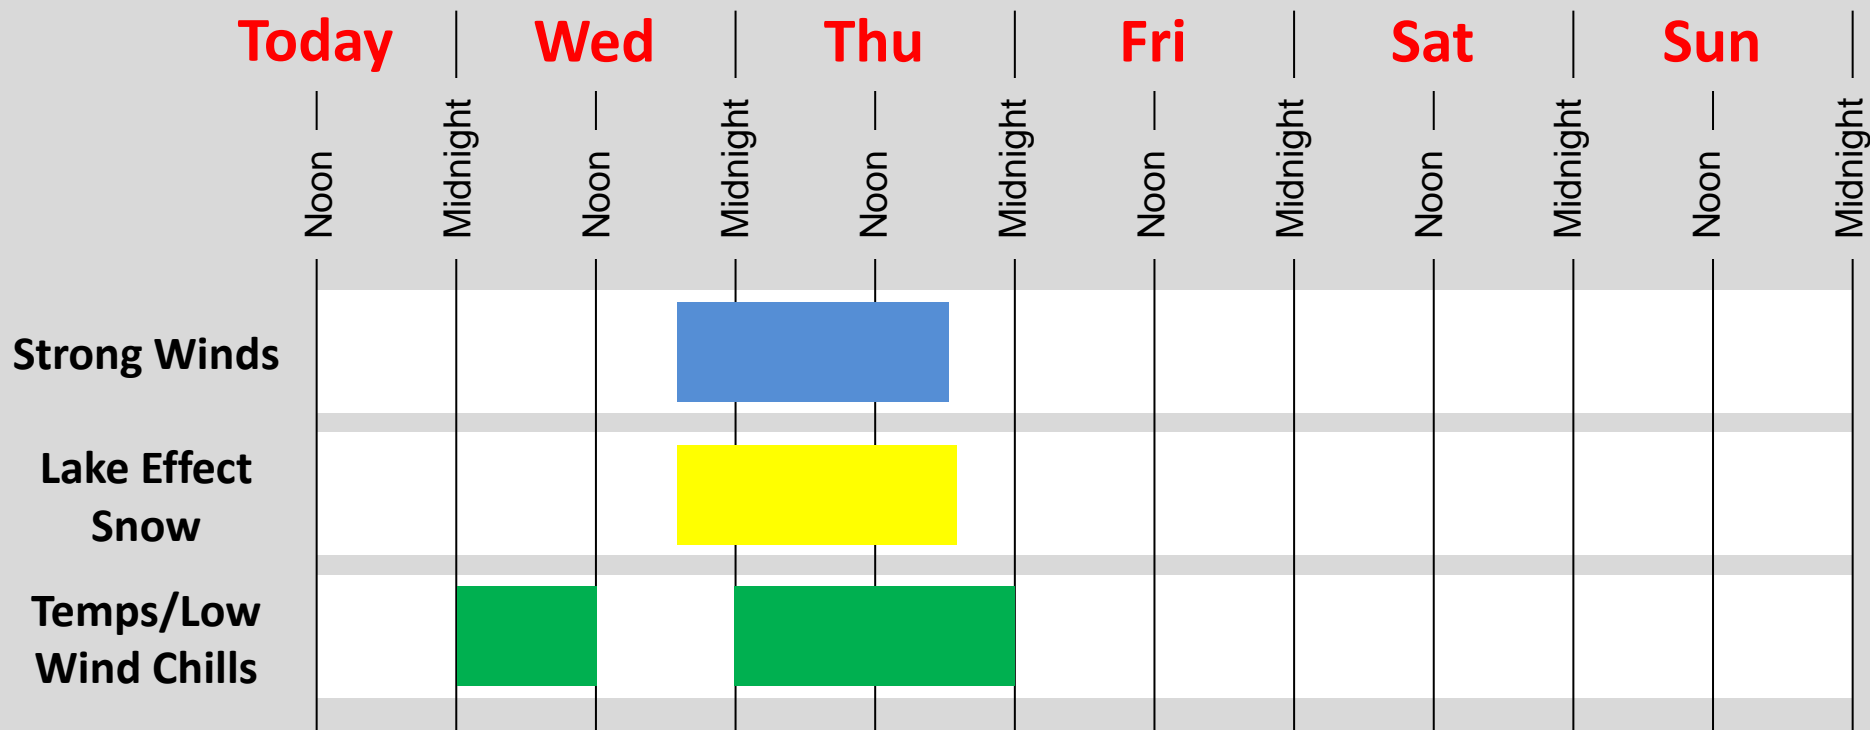 Today Wed Thu Fri Sat Sun
Noon Midnight Noon Midnight Noon Midnight Noon Midnight Noon Midnight Noon Midnight
Strong Winds
Lake Effect
Snow
Temps/Low
Wind Chills